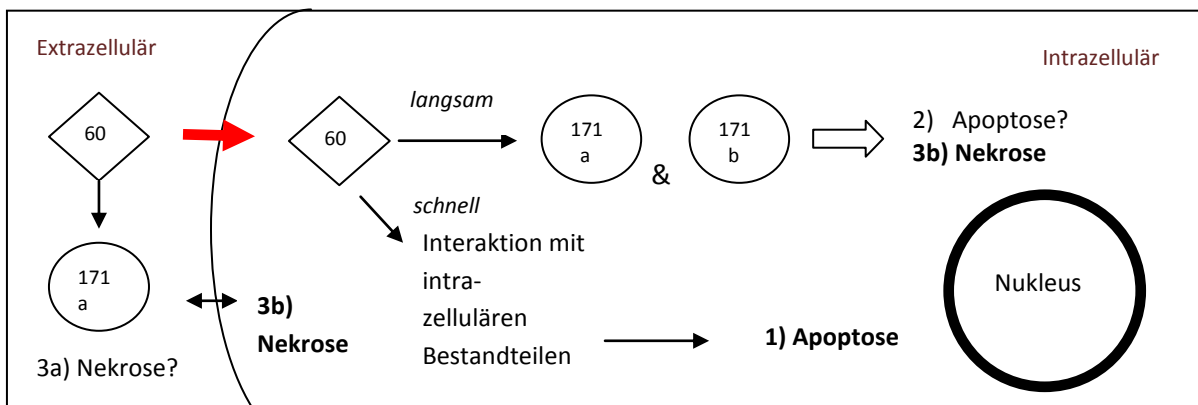 Extrazellulär
Intrazellulär
60
60
langsam
171
a
&
171
b
2) Apoptose?
3b) Nekrose
schnell
Interaktion mit
intra-
zellulären
Bestandteilen
171
a
3b)
Nekrose
3a) Nekrose?
1) Apoptose
Nukleus